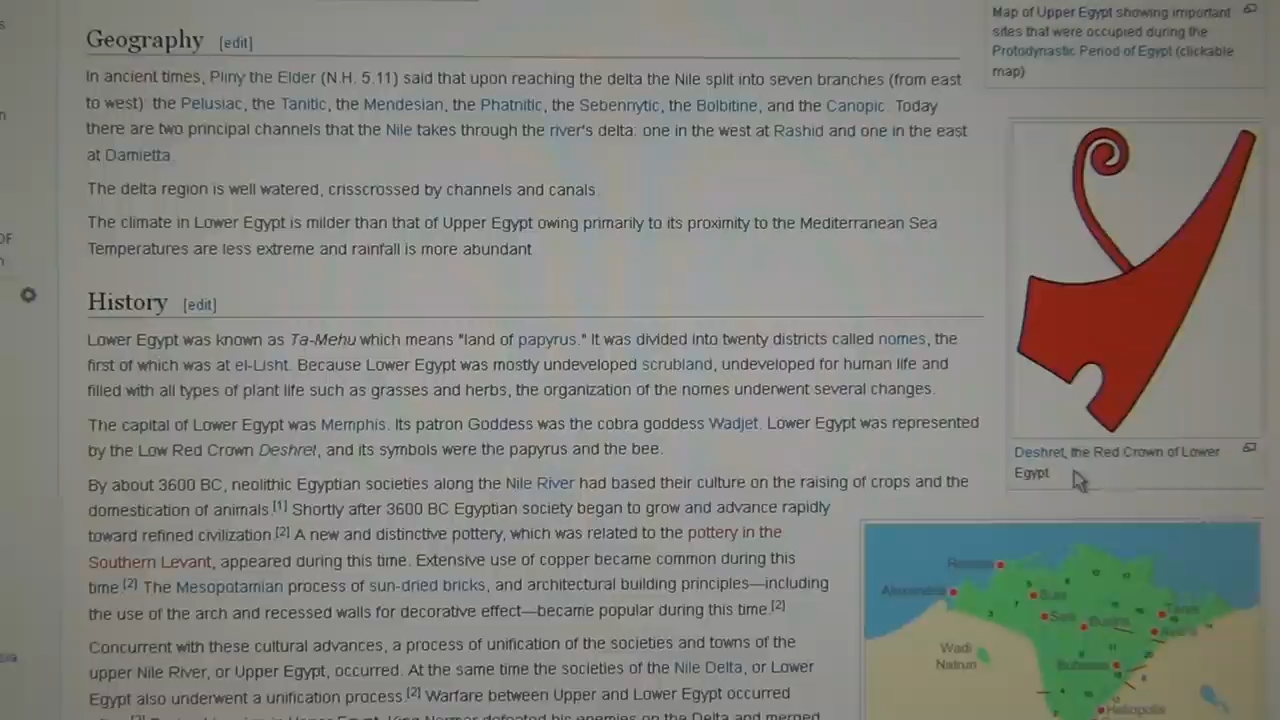 Map of Upper Egypt showing important
sites that were occupied during the
Protodynastic Period of Egypt (clickable
map)
Geography [edit]
In ancient times, Pliny the Elder (N.H. 5.11) said that upon reaching the delta the Nile split into seven branches (from east
to west): the Pelusiac, the Tanitic, the Mendesian, the Phatnitic, the Sebennytic, the Bolbitine, and the Canopic. Today
there are two principal channels that the Nile takes through the river's delta: one in the west at Rashid and one in the east
at Damietta.
The delta region is well watered, crisscrossed by channels and canals.
The climate in Lower Egypt is milder than that of Upper Egypt owing primarily to its proximity to the Mediterranean Sea
Temperatures are less extreme and rainfall is more abundant
History [edit]
Lower Egypt was known as Ta-Mehu which means "land of papyrus." It was divided into twenty districts called nomes, the
first of which was at el-Lisht. Because Lower Egypt was mostly undeveloped scrubland, undeveloped for human life and
filled with all types of plant life such as grasses and herbs, the organization of the nomes underwent several changes.
The capital of Lower Egypt was Memphis. Its patron Goddess was the cobra goddess Wadjet. Lower Egypt was represented
by the Low Red Crown Deshret, and its symbols were the papyrus and the bee.
Deshret, the Red Crown of Lower
Egypt
By about 3600 BC, neolithic Egyptian societies along the Nile River had based their culture on the raising of crops and the
domestication of animals.[1] Shortly after 3600 BC Egyptian society began to grow and advance rapidly
toward refined civilization.[2] A new and distinctive pottery, which was related to the pottery in the
Southern Levant, appeared during this time. Extensive use of copper became common during this
time.[2] The Mesopotamian process of sun-dried bricks, and architectural building principles—including
the use of the arch and recessed walls for decorative effect—became popular during this time.[2]
Concurrent with these cultural advances, a process of unification of the societies and towns of the
upper Nile River, or Upper Egypt, occurred. At the same time the societies of the Nile Delta, or Lower
Egypt also underwent a unification process.[2] Warfare between Upper and Lower Egypt occurred
Alexandria
Buto
Sais
Busiris
Tanis
Avaris
Wadi
Natrun
Bubastis
Heliopolis